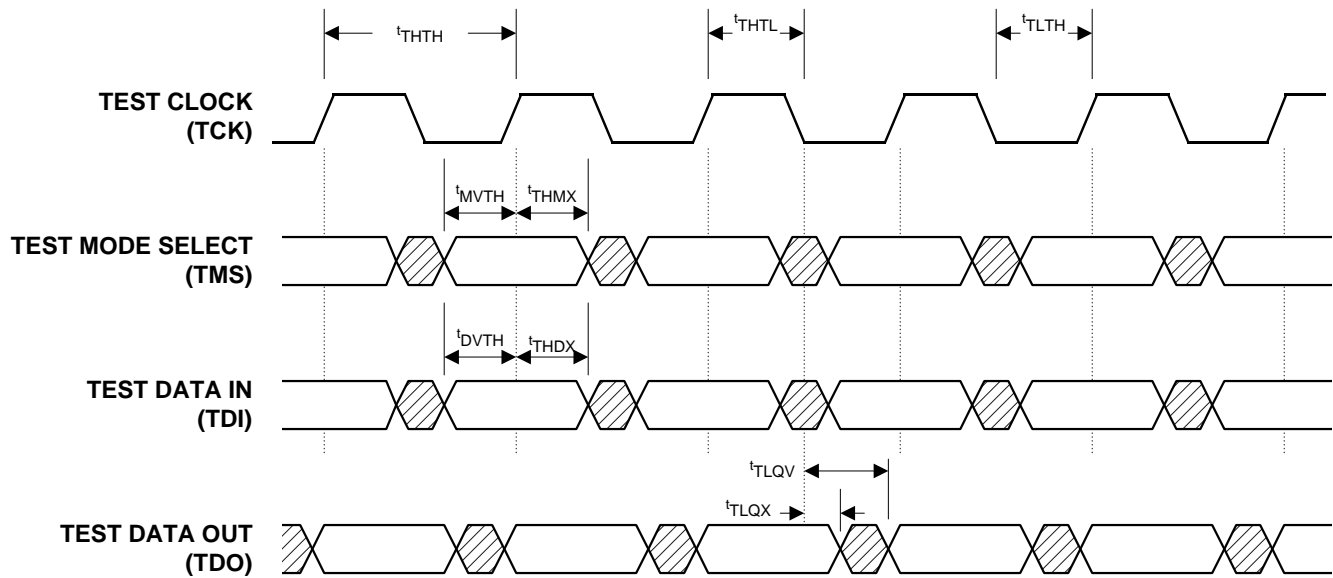 tTHTH
tTHTL
tTLTH
TEST CLOCK
(TCK)
tMVTH
tTHMX
TEST MODE SELECT
(TMS)
tDVTH
tTHDX
TEST DATA IN
(TDI)
tTLQV
tTLQX
TEST DATA OUT
(TDO)